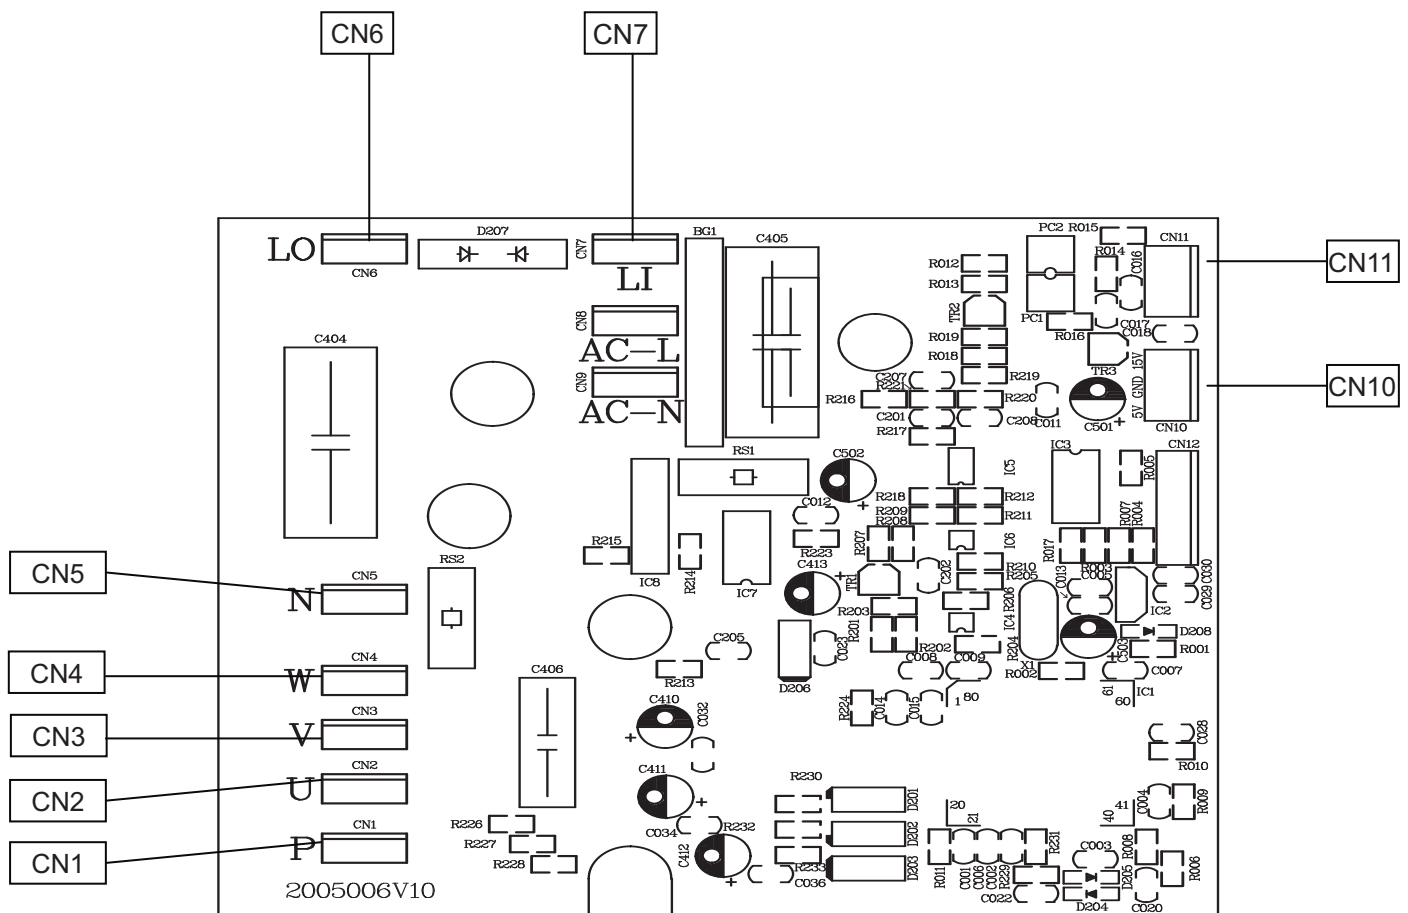 CN6
CN7
LO
CN6
D207
CN7
LI
BG1
C405
R012
R013
TR2
R019
R018
PC2
R015
R014
C016
CN11
CN11
PC1
R016
C017
C018
TR3
CN8
AC-L
CN9
AC-N
C404
C207
R221
R216
C201
R217
R219
R220
C208
C011
C501
5V GND 15V
CN10
CN10
RS1
C502
IC5
IC3
R005
CN12
R218
R212
R209
R208
R211
C012
R223
R207
IC6
R017
R003
R007
R004
R215
IC8
R214
IC7
C413
TR1
C202
R210
R205
R206
C013
C005
C030
C029
IC2
CN5
CN5
N
RS2
R203
R201
R202
IC4
R204
X1
R002
C503
D208
R001
C007
IC1
61
60
C205
R213
D206
C023
C008
C009
1
80
CN4
CN4
W
C406
C410
C032
R224
C014
C015
CN3
CN3
V
C028
R010
CN2
CN2
U
C411
C034
R230
R232
D201
D202
D203
20
21
41
40
C004
R009
CN1
CN1
P
R226
R227
R228
C412
R233
C036
R011
C001
C006
C002
R229
R231
C022
C003
D205
D204
R008
R006
C020
2005006V10